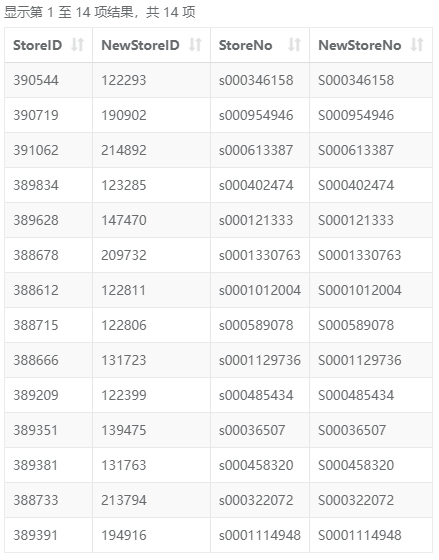 显示第 1 至 14 项结果，共 14 项
StoreID NewStoreID StoreNo NewStoreNo
390544 122293 s000346158 S000346158
390719 190902 s000954946 S000954946
391062 214892 s000613387 S000613387
389834 123285 s000402474 S000402474
389628 147470 s000121333 S000121333
388678 209732 s0001330763 S0001330763
388612 122811 s0001012004 S0001012004
388715 122806 s000589078 S000589078
388666 131723 s0001129736 S0001129736
389209 122399 s000485434 S000485434
389351 139475 s00036507 S00036507
389381 131763 s000458320 S000458320
388733 213794 s000322072 S000322072
389391 194916 s0001114948 S0001114948